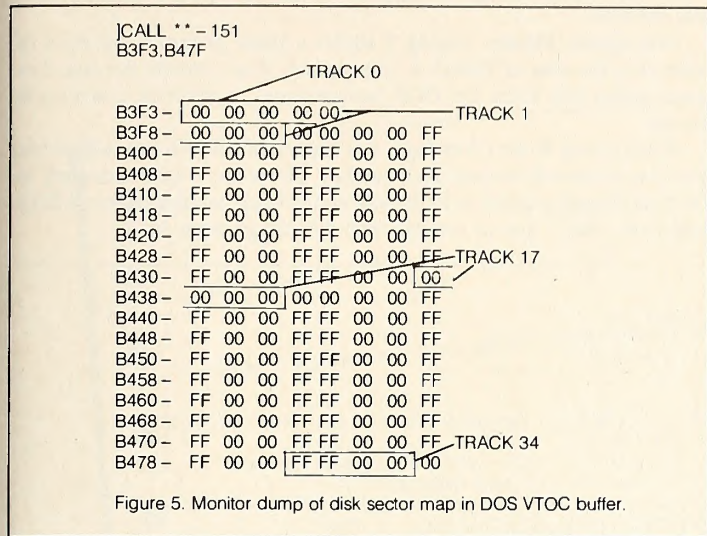 ]CALL ** – 151
B3F3.B47F
TRACK 0
B3F3 – 00 00 00 00 00 TRACK 1
B3F8 – 00 00 00 00 00 00 00 FF
B400 – FF 00 00 FF FF 00 00 FF
B408 – FF 00 00 FF FF 00 00 FF
B410 – FF 00 00 FF FF 00 00 FF
B418 – FF 00 00 FF FF 00 00 FF
B420 – FF 00 00 FF FF 00 00 FF
B428 – FF 00 00 FF FF 00 00 FF TRACK 17
B430 – FF 00 00 FF FF 00 00 00
B438 – 00 00 00 00 00 00 00 FF
B440 – FF 00 00 FF FF 00 00 FF
B448 – FF 00 00 FF FF 00 00 FF
B450 – FF 00 00 FF FF 00 00 FF
B458 – FF 00 00 FF FF 00 00 FF
B460 – FF 00 00 FF FF 00 00 FF
B468 – FF 00 00 FF FF 00 00 FF
B470 – FF 00 00 FF FF 00 00 FF TRACK 34
B478 – FF 00 00 FF FF 00 00 00
Figure 5. Monitor dump of disk sector map in DOS VTOC buffer.